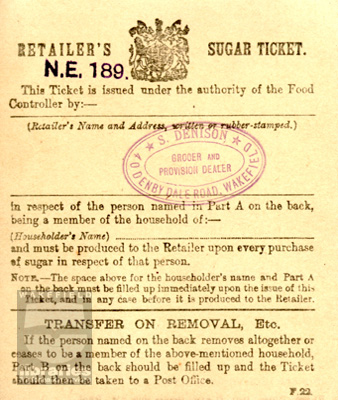 RETAILER'S SUGAR TICKET.
N.E. 189.
This Ticket is issued under the authority of the Food
Controller by:—
(Retailer's Name and Address, written or rubber-stamped.)
★ S. DENISON ★
GROCER AND
PROVISION DEALER
40 DENBY DALE ROAD, WAKEFIELD
in respect of the person named in Part A on the back,
being a member of the household of:—
(Householder's Name)
and must be produced to the Retailer upon every purchase
of sugar in respect of that person.
NOTE.—The space above for the householder's name and Part A
on the back must be filled up immediately upon the issue of this
Ticket, and in any case before it is produced to the Retailer.
TRANSFER ON REMOVAL, Etc.
If the person named on the back removes altogether or
ceases to be a member of the above-mentioned household,
Part B on the back should be filled up and the Ticket
should then be taken to a Post Office.
F.22.
libraries